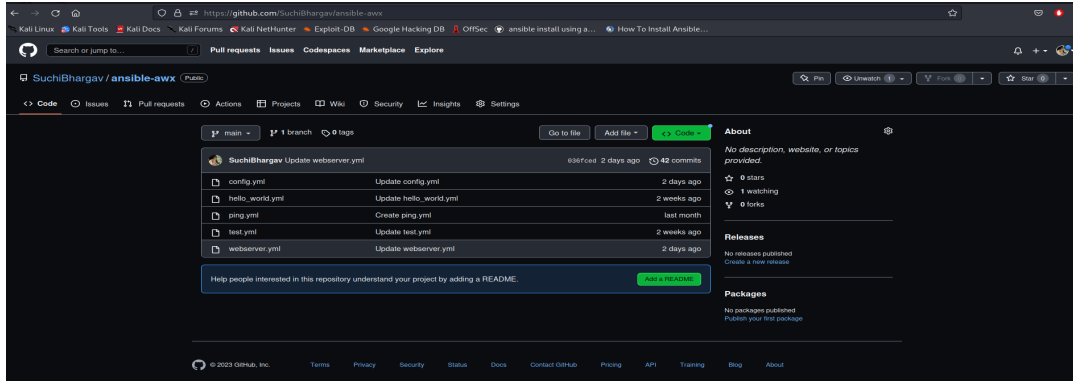 https://github.com/SuchiBhargav/ansible-awx
Kali Linux Kali Tools Kali Docs Kali Forums Kali NetHunter Exploit-DB Google Hacking DB OffSec ansible install using a... How To Install Ansible...
Search or jump to... / Pull requests Issues Codespaces Marketplace Explore
SuchiBhargav / ansible-awx Public Pin Unwatch 1 Fork 0 Star 0
Code Issues Pull requests Actions Projects Wiki Security Insights Settings
main 1 branch 0 tags Go to file Add file Code
SuchiBhargav Update webserver.yml 036fced 2 days ago 42 commits
config.yml Update config.yml 2 days ago
hello_world.yml Update hello_world.yml 2 weeks ago
ping.yml Create ping.yml last month
test.yml Update test.yml 2 weeks ago
webserver.yml Update webserver.yml 2 days ago
Help people interested in this repository understand your project by adding a README. Add a README
About
No description, website, or topics
provided.
0 stars
1 watching
0 forks
Releases
No releases published
Create a new release
Packages
No packages published
Publish your first package
© 2023 GitHub, Inc. Terms Privacy Security Status Docs Contact GitHub Pricing API Training Blog About